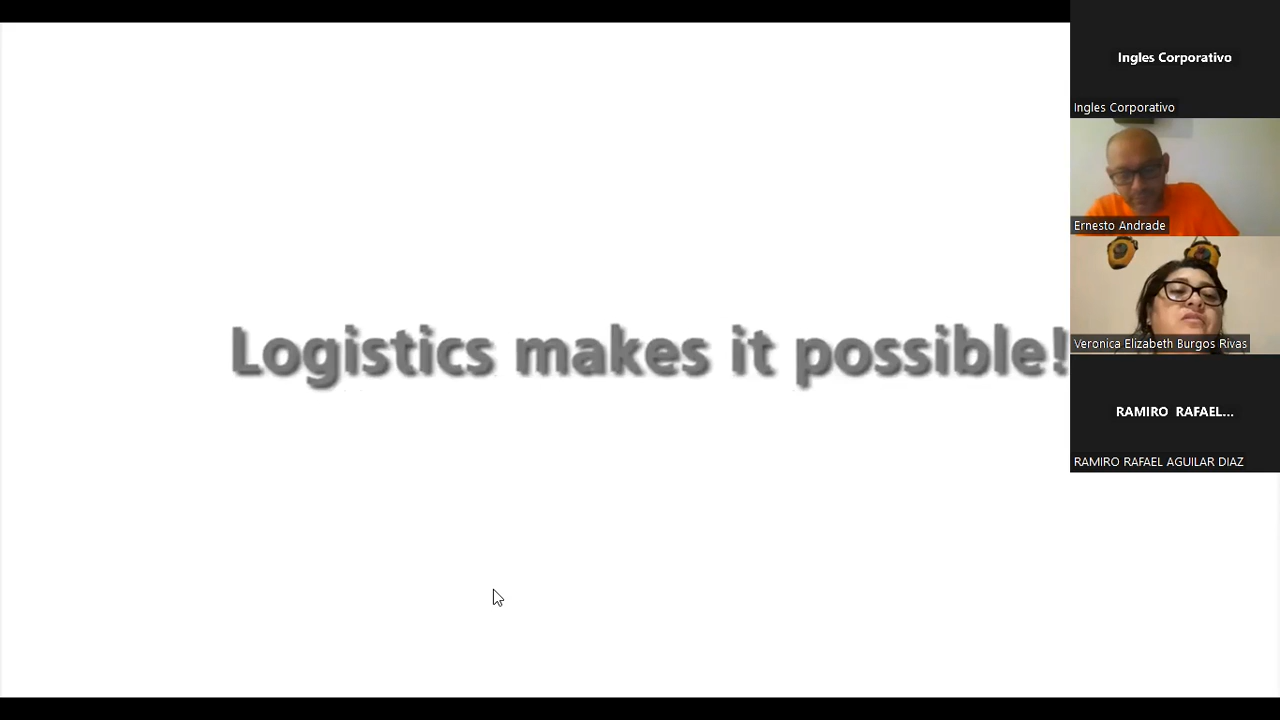 Logistics makes it possible!
Ingles Corporativo
Ingles Corporativo
Ernesto Andrade
Veronica Elizabeth Burgos Rivas
RAMIRO RAFAEL...
RAMIRO RAFAEL AGUILAR DIAZ